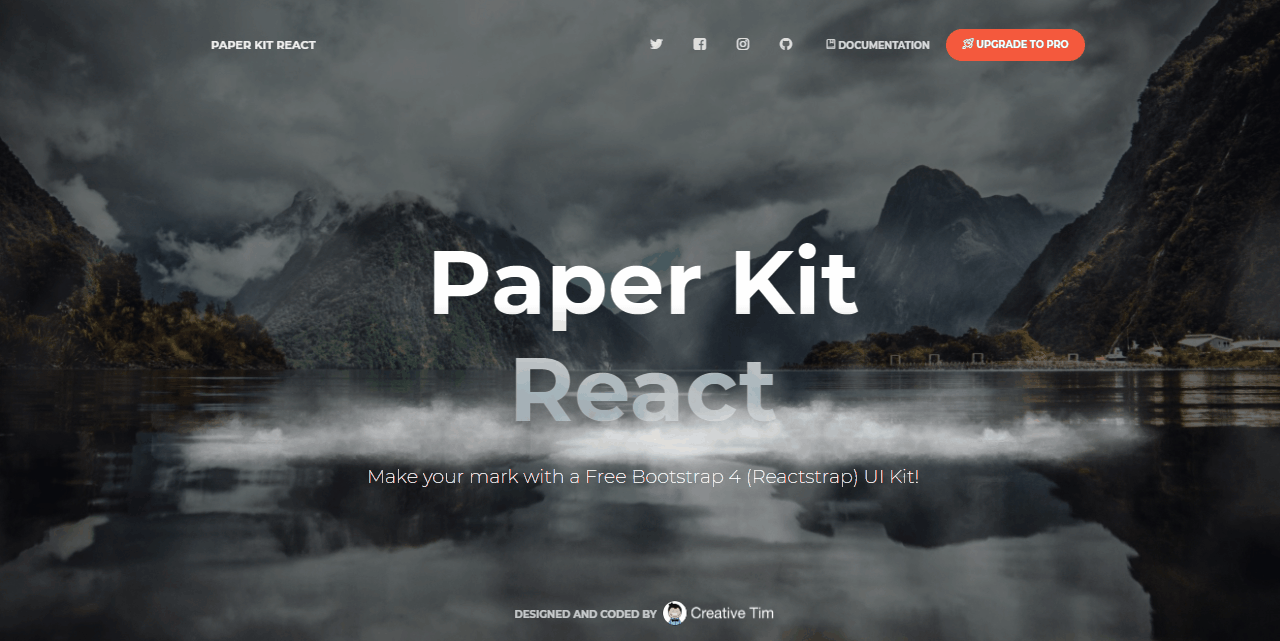 PAPER KIT REACT
DOCUMENTATION
UPGRADE TO PRO
Paper Kit
React
Make your mark with a Free Bootstrap 4 (Reactstrap) UI Kit!
DESIGNED AND CODED BY Creative Tim